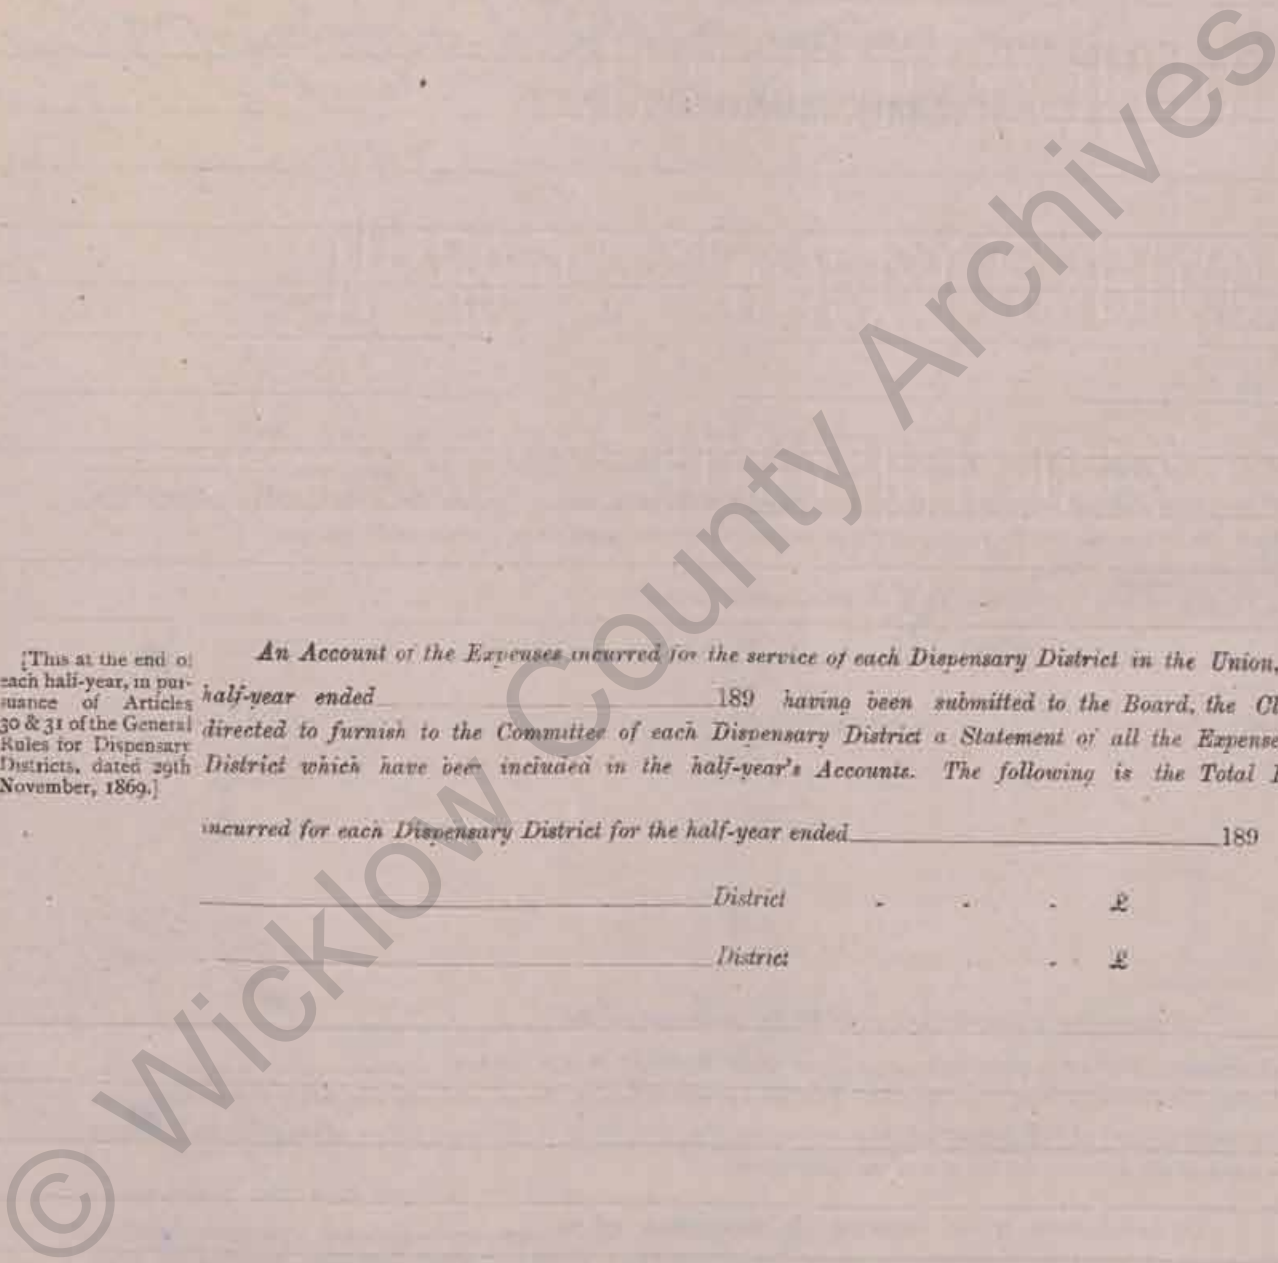 [This at the end of
each half-year, in pur-
suance of Articles
30 & 31 of the General
Rules for Dispensary
Districts, dated 29th
November, 1869.]
An Account of the Expenses incurred for the service of each Dispensary District in the Union,
half-year ended 189 having been submitted to the Board, the Cl
directed to furnish to the Committee of each Dispensary District a Statement of all the Expense
District which have been included in the half-year's Accounts. The following is the Total
incurred for each Dispensary District for the half-year ended 189
District - - - £
District - - £
© Wicklow County Archives